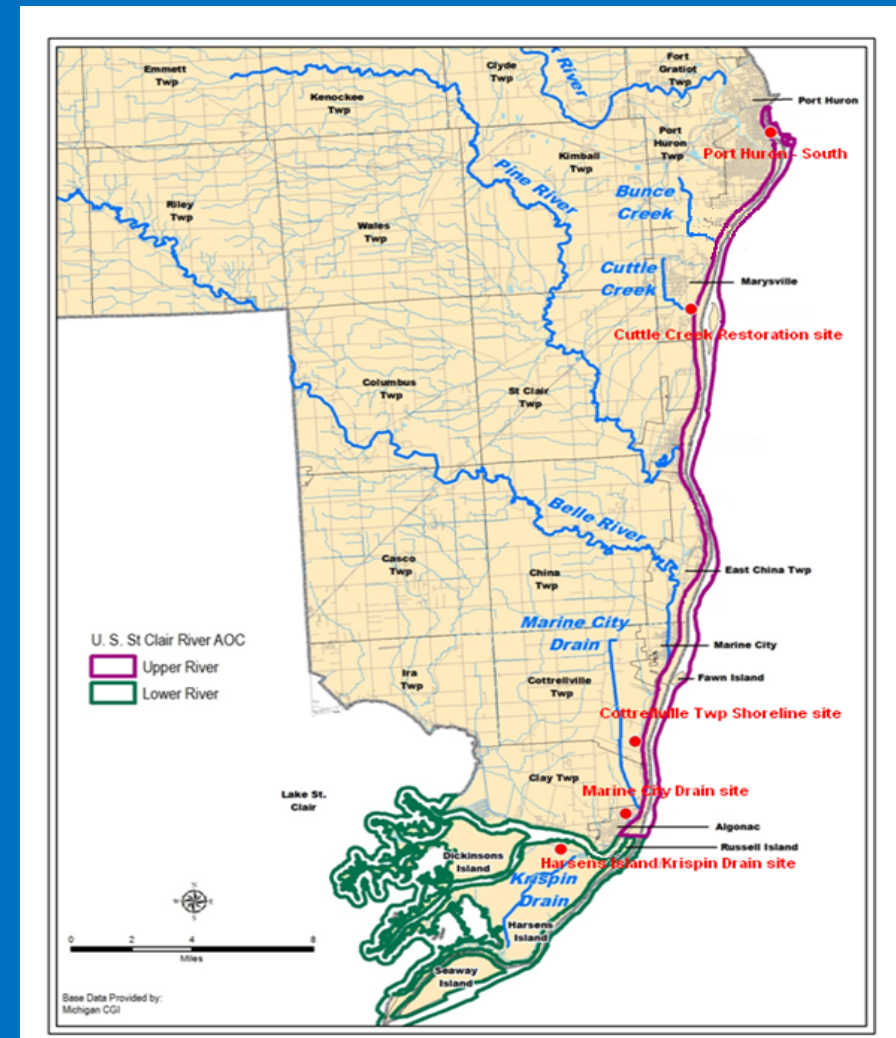 Emmett
Twp
Kenockee
Twp
Clyde
Twp
River
Fort
Gratiot
Twp
Port Huron
Port
Huron
Twp
Port Huron - South
Kimball
Twp
Pine River
Bunce
Creek
Riley
Twp
Wales
Twp
Cuttle
Creek
Marysville
Cuttle Creek Restoration site
Columbus
Twp
St Clair
Twp
Belle River
Casco
Twp
China
Twp
East China Twp
Marine City
Drain
Marine City
U. S. St Clair River AOC
Upper River
Lower River
Ira
Twp
Cottrellville
Twp
Fawn Island
Cottrellville Twp Shoreline site
Clay Twp
Marine City Drain site
Lake St.
Clair
Algonac
Russell Island
Dickinsons
Island
Harsens Island/Krispin Drain site
Krispin
Drain
Harsens
Island
Seaway
Island
N
W
E
S
0 2 4 8
Miles
Base Data Provided by:
Michigan CGI